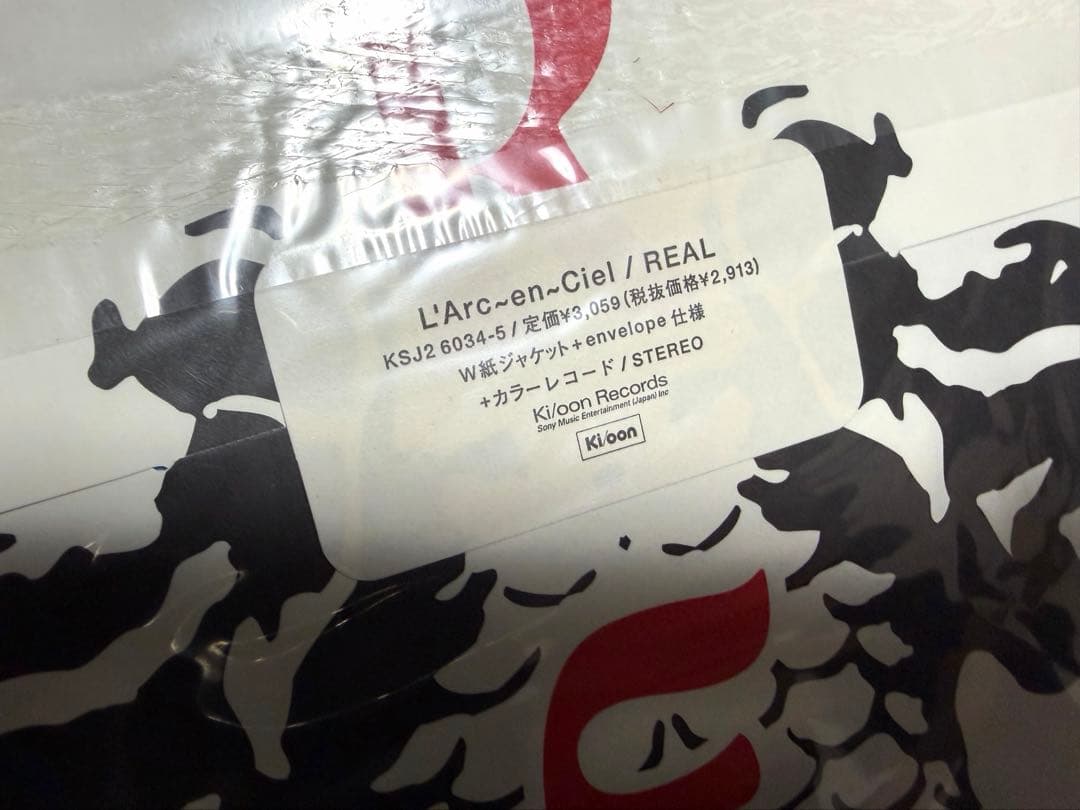 L'Arc~en~Ciel / REAL
KSJ2 6034-5 / 定価¥3,059 (税抜価格¥2,913)
W紙ジャケット+envelope仕様
+カラーレコード / STEREO
Ki/oon Records
Sony Music Entertainment (Japan) Inc
Ki/oon